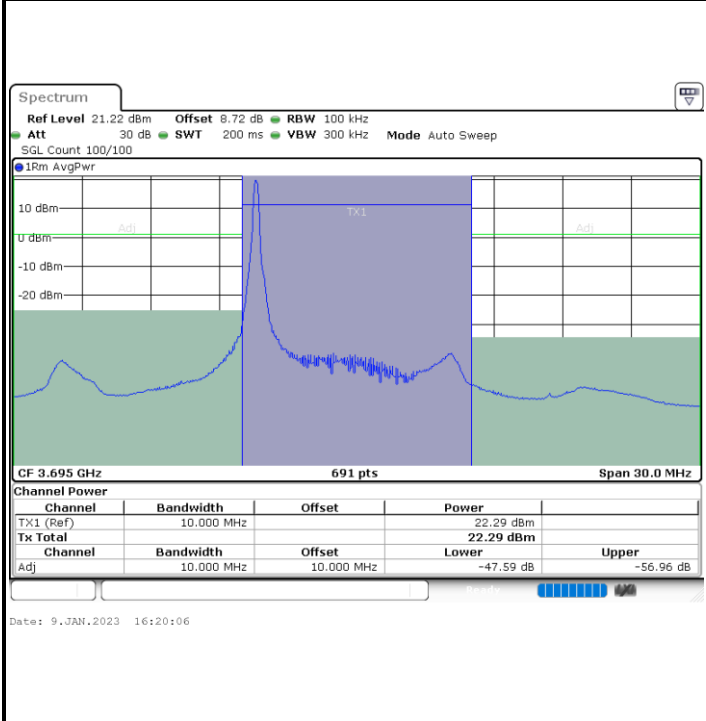 Spectrum
Ref Level 21.22 dBm Offset 8.72 dB RBW 100 kHz
Att 30 dB SWT 200 ms VBW 300 kHz Mode Auto Sweep
SGL Count 100/100
1Rm AvgPwr
10 dBm
TX1
Adj
Adj
0 dBm
-10 dBm
-20 dBm
CF 3.695 GHz 691 pts Span 30.0 MHz
Channel Power
Channel Bandwidth Offset Power
TX1 (Ref) 10.000 MHz 22.29 dBm
Tx Total 22.29 dBm
Channel Bandwidth Offset Lower Upper
Adj 10.000 MHz 10.000 MHz -47.59 dB -56.96 dB
Ready
Date: 9.JAN.2023 16:20:06